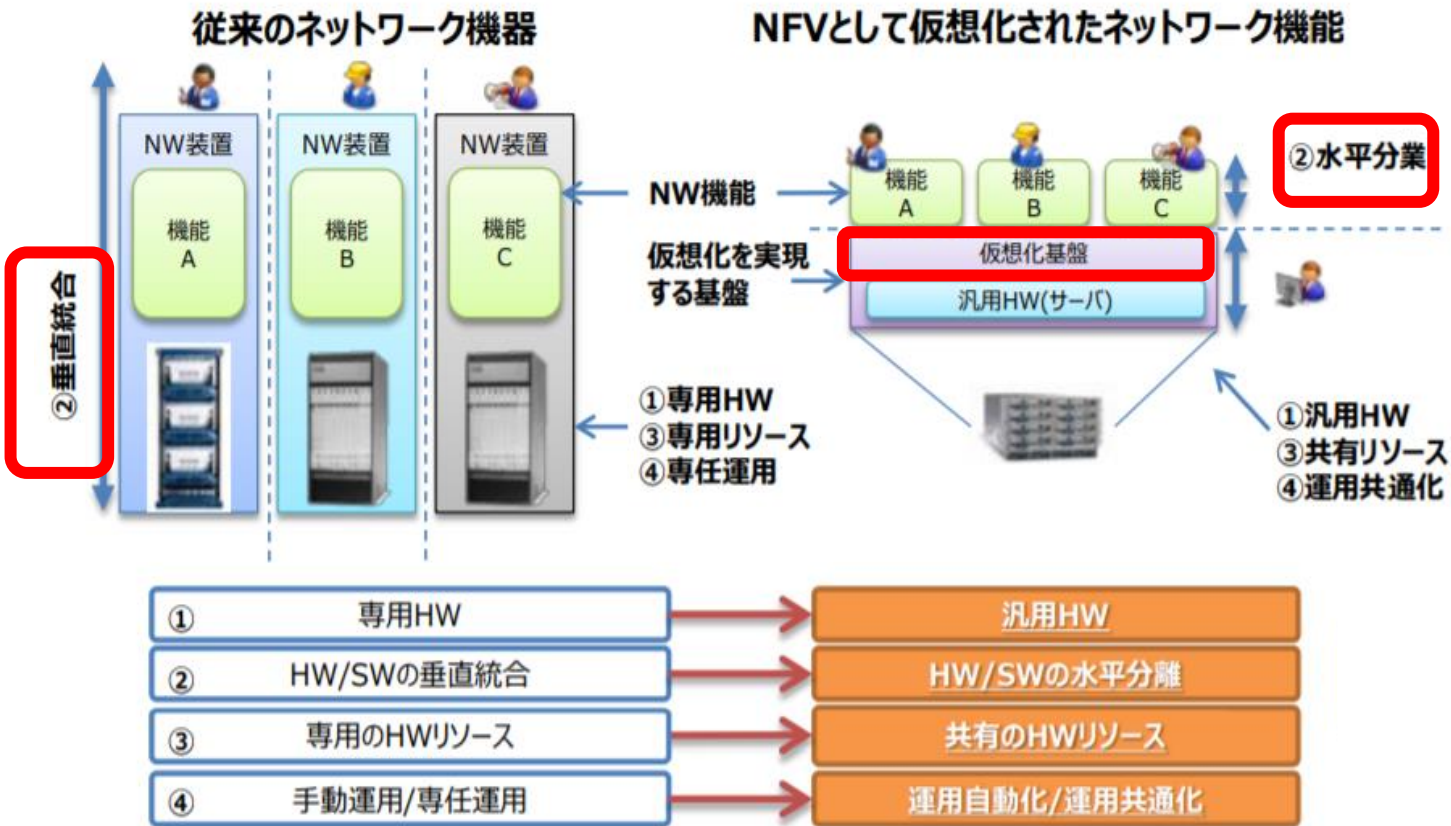 従来のネットワーク機器
NFVとして仮想化されたネットワーク機能
②垂直統合
NW装置
機能
A
NW装置
機能
B
NW装置
機能
C
NW機能
仮想化を実現
する基盤
①専用HW
③専用リソース
④専任運用
機能
A
機能
B
機能
C
②水平分業
仮想化基盤
汎用HW(サーバ)
①汎用HW
③共有リソース
④運用共通化
① 専用HW
汎用HW
② HW/SWの垂直統合
HW/SWの水平分離
③ 専用のHWリソース
共有のHWリソース
④ 手動運用/専任運用
運用自動化/運用共通化